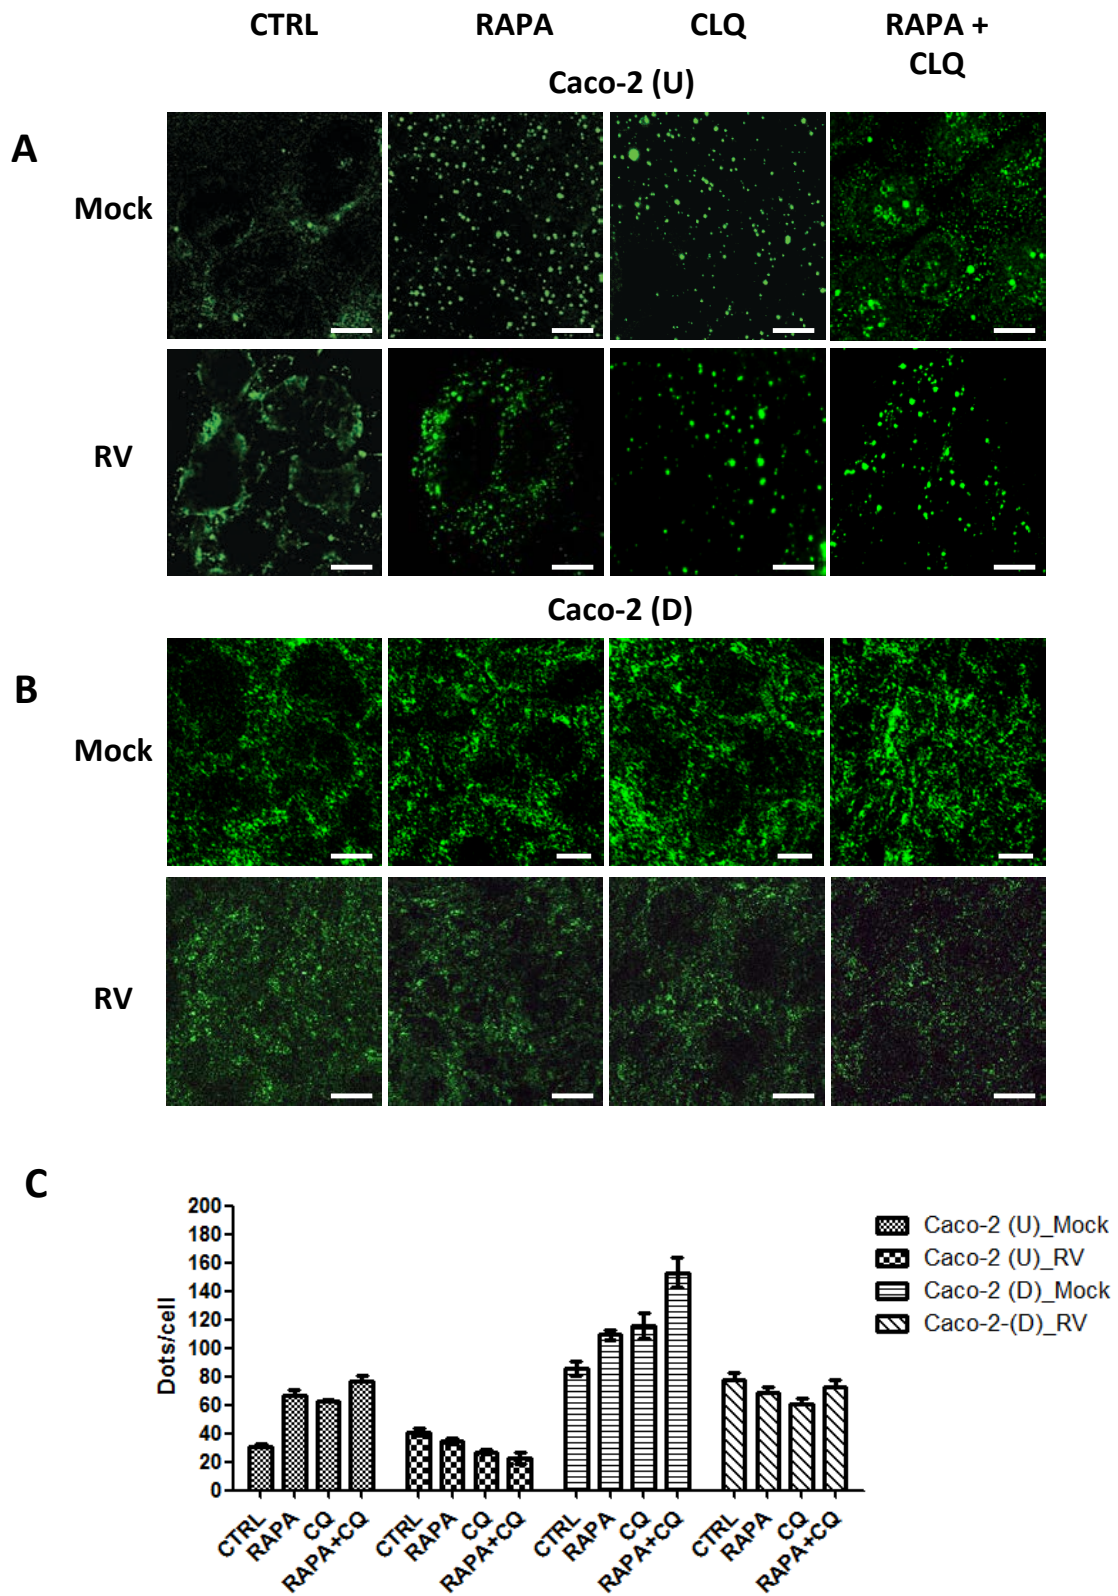 CTRL RAPA CLQ RAPA +
CLQ
Caco-2 (U)
A
Mock
RV
Caco-2 (D)
B
Mock
RV
C
200
180
160
140
120
100
80
60
40
20
0
Dots/cell
CTRL RAPA CQ RAPA+CQ CTRL RAPA CQ RAPA+CQ CTRL RAPA CQ RAPA+CQ CTRL RAPA CQ RAPA+CQ
Caco-2 (U)_Mock
Caco-2 (U)_RV
Caco-2 (D)_Mock
Caco-2-(D)_RV